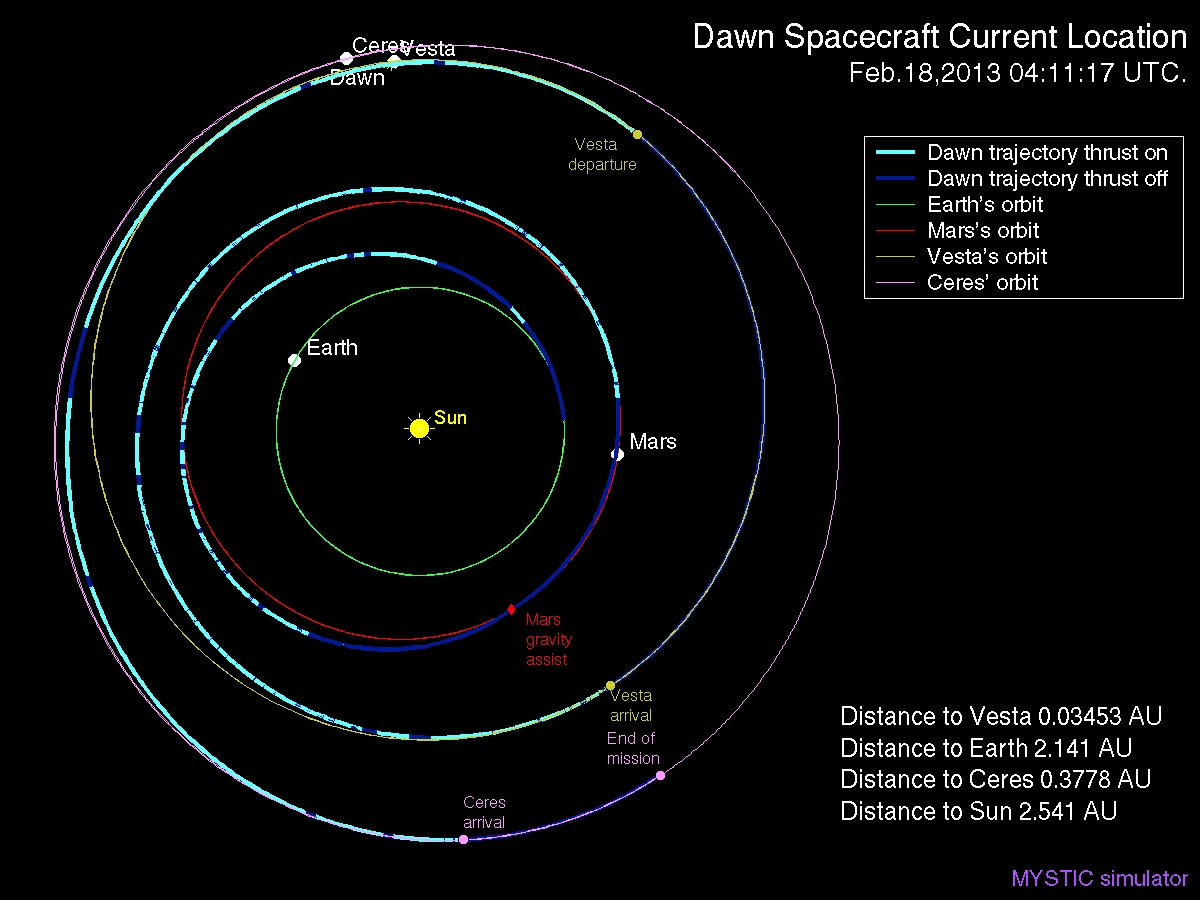 Dawn Spacecraft Current Location
Feb.18,2013 04:11:17 UTC.
Ceres
Vesta
Dawn
Vesta
departure
Dawn trajectory thrust on
Dawn trajectory thrust off
Earth's orbit
Mars's orbit
Vesta's orbit
Ceres' orbit
Earth
Sun
Mars
Mars
gravity
assist
Vesta
arrival
End of
mission
Ceres
arrival
Distance to Vesta 0.03453 AU
Distance to Earth 2.141 AU
Distance to Ceres 0.3778 AU
Distance to Sun 2.541 AU
MYSTIC simulator